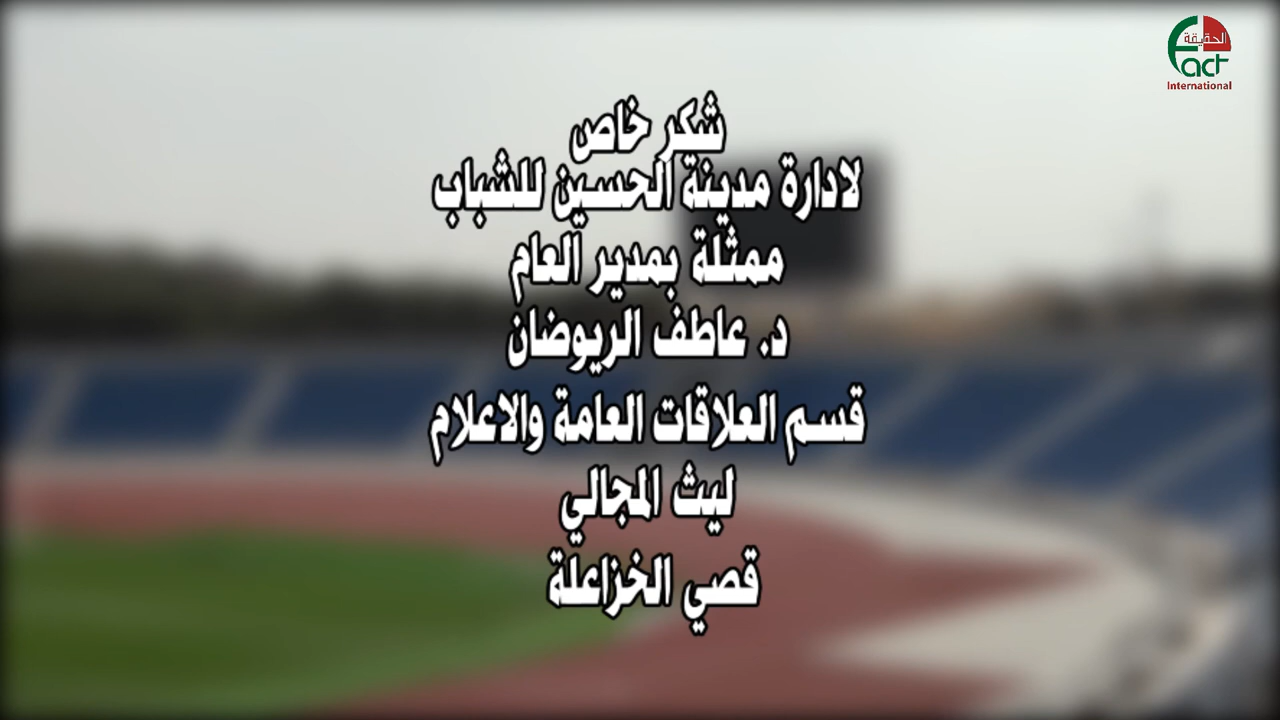 الحقيقة
Fact
International
شكر خاص
لادارة مدينة الحسين للشباب
ممثلة بمدير العام
د. عاطف الريوضان
قسم العلاقات العامة والاعلام
ليث المجالي
قصي الخزاعلة